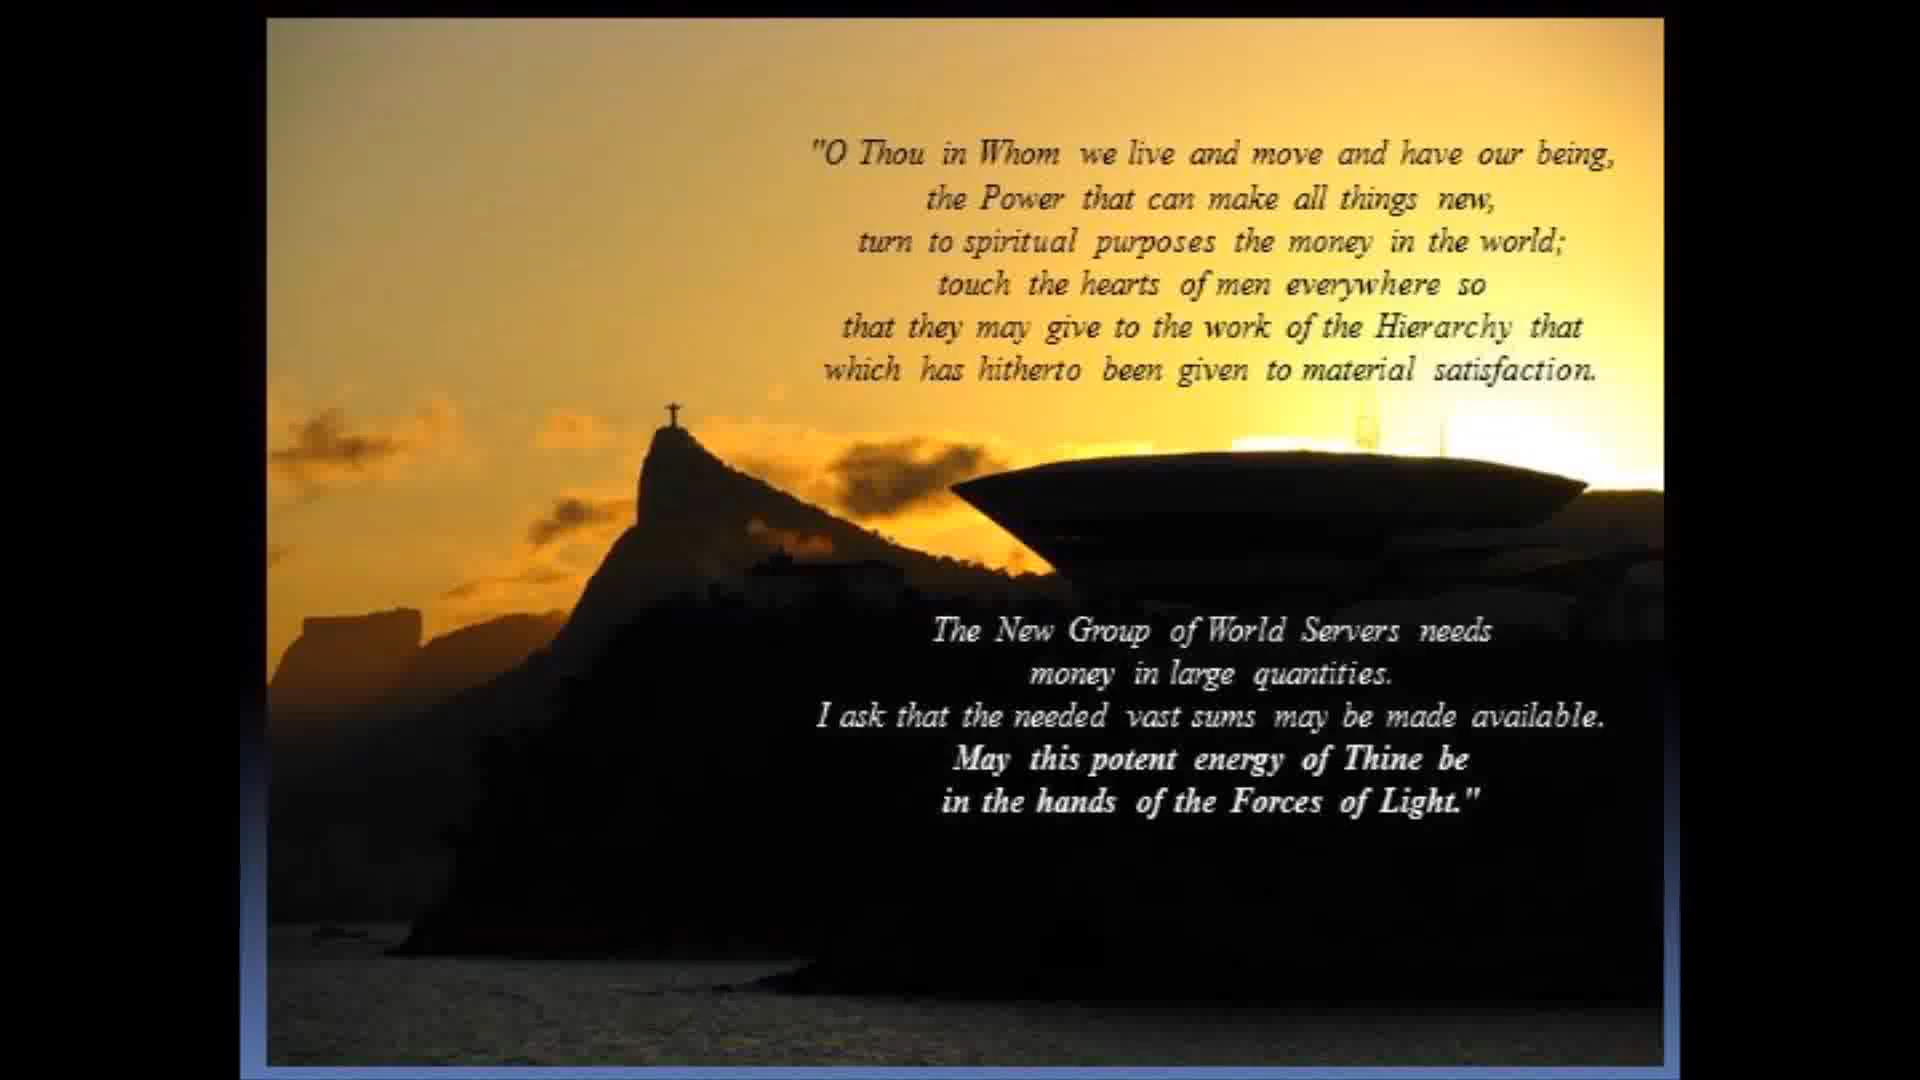 "O Thou in Whom we live and move and have our being,
the Power that can make all things new,
turn to spiritual purposes the money in the world;
touch the hearts of men everywhere so
that they may give to the work of the Hierarchy that
which has hitherto been given to material satisfaction.
The New Group of World Servers needs
money in large quantities.
I ask that the needed vast sums may be made available.
May this potent energy of Thine be
in the hands of the Forces of Light."